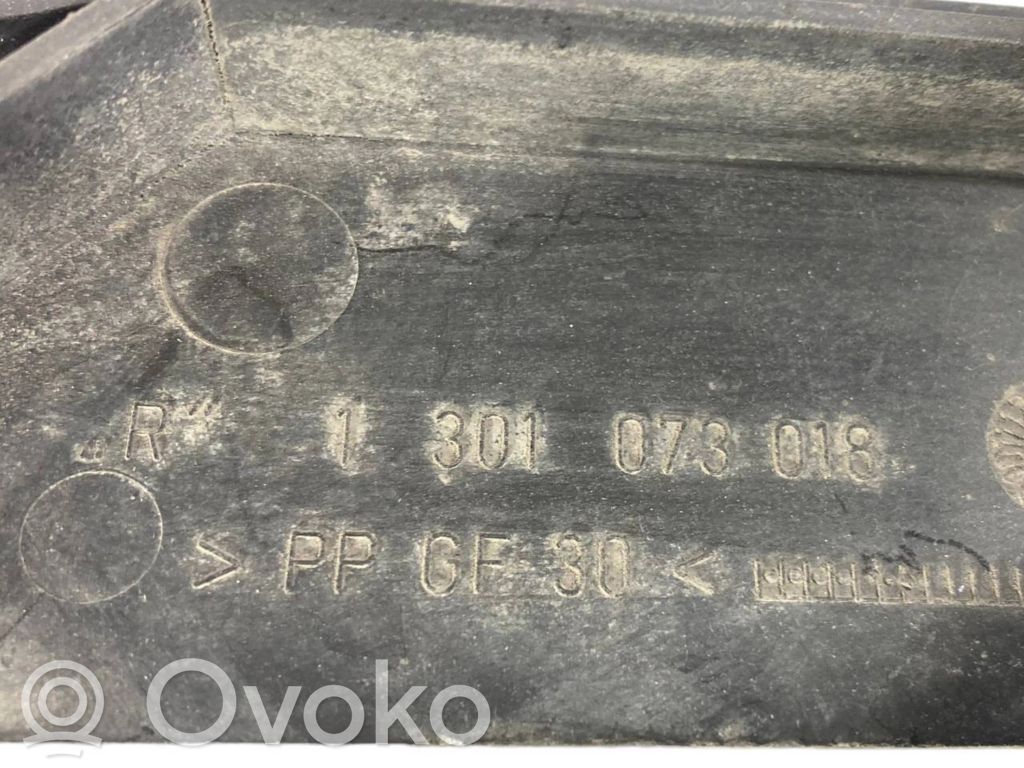 „R“ 1 301 073 018
> PP GF 30 <
® Ovoko